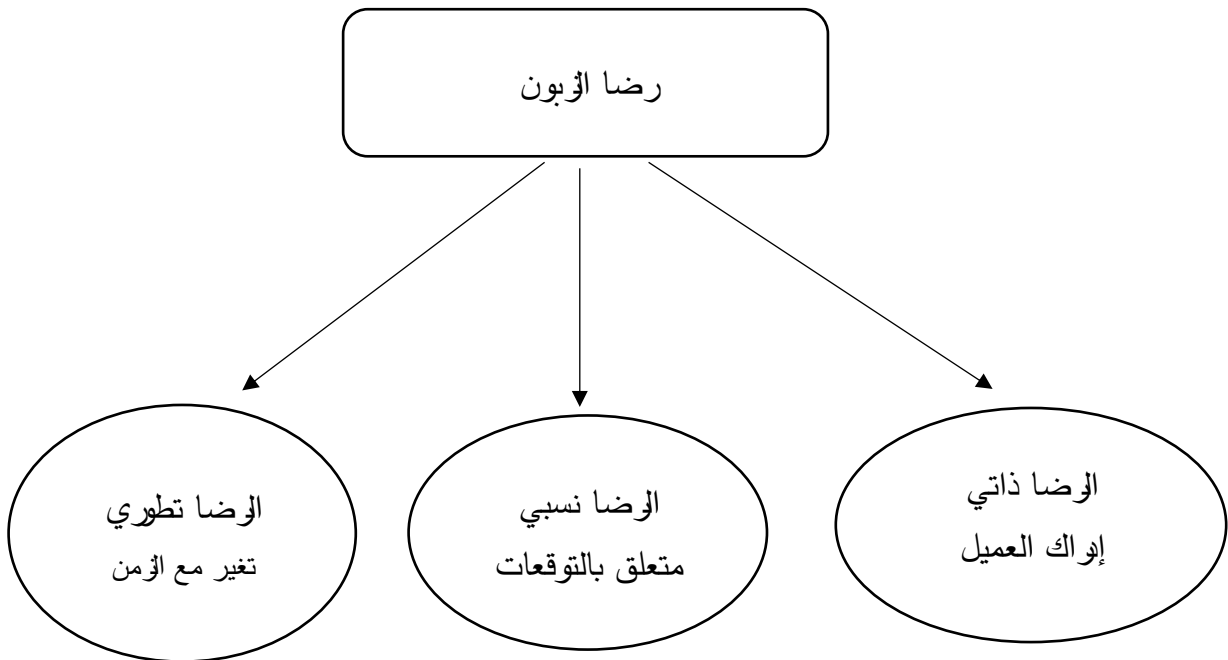 رضا الزبون
الرضا ذاتي
إدراك العميل
الرضا نسبي
متعلق بالتوقعات
الرضا تطوري
تغير مع الزمن